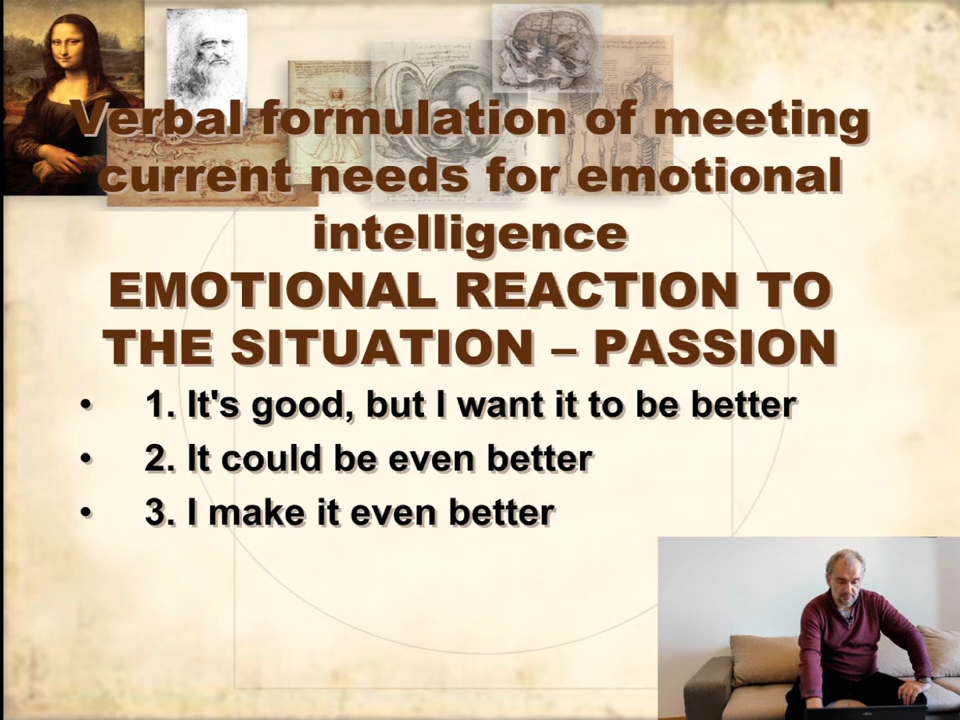 Verbal formulation of meeting
current needs for emotional
intelligence
EMOTIONAL REACTION TO
THE SITUATION – PASSION
• 1. It's good, but I want it to be better
• 2. It could be even better
• 3. I make it even better